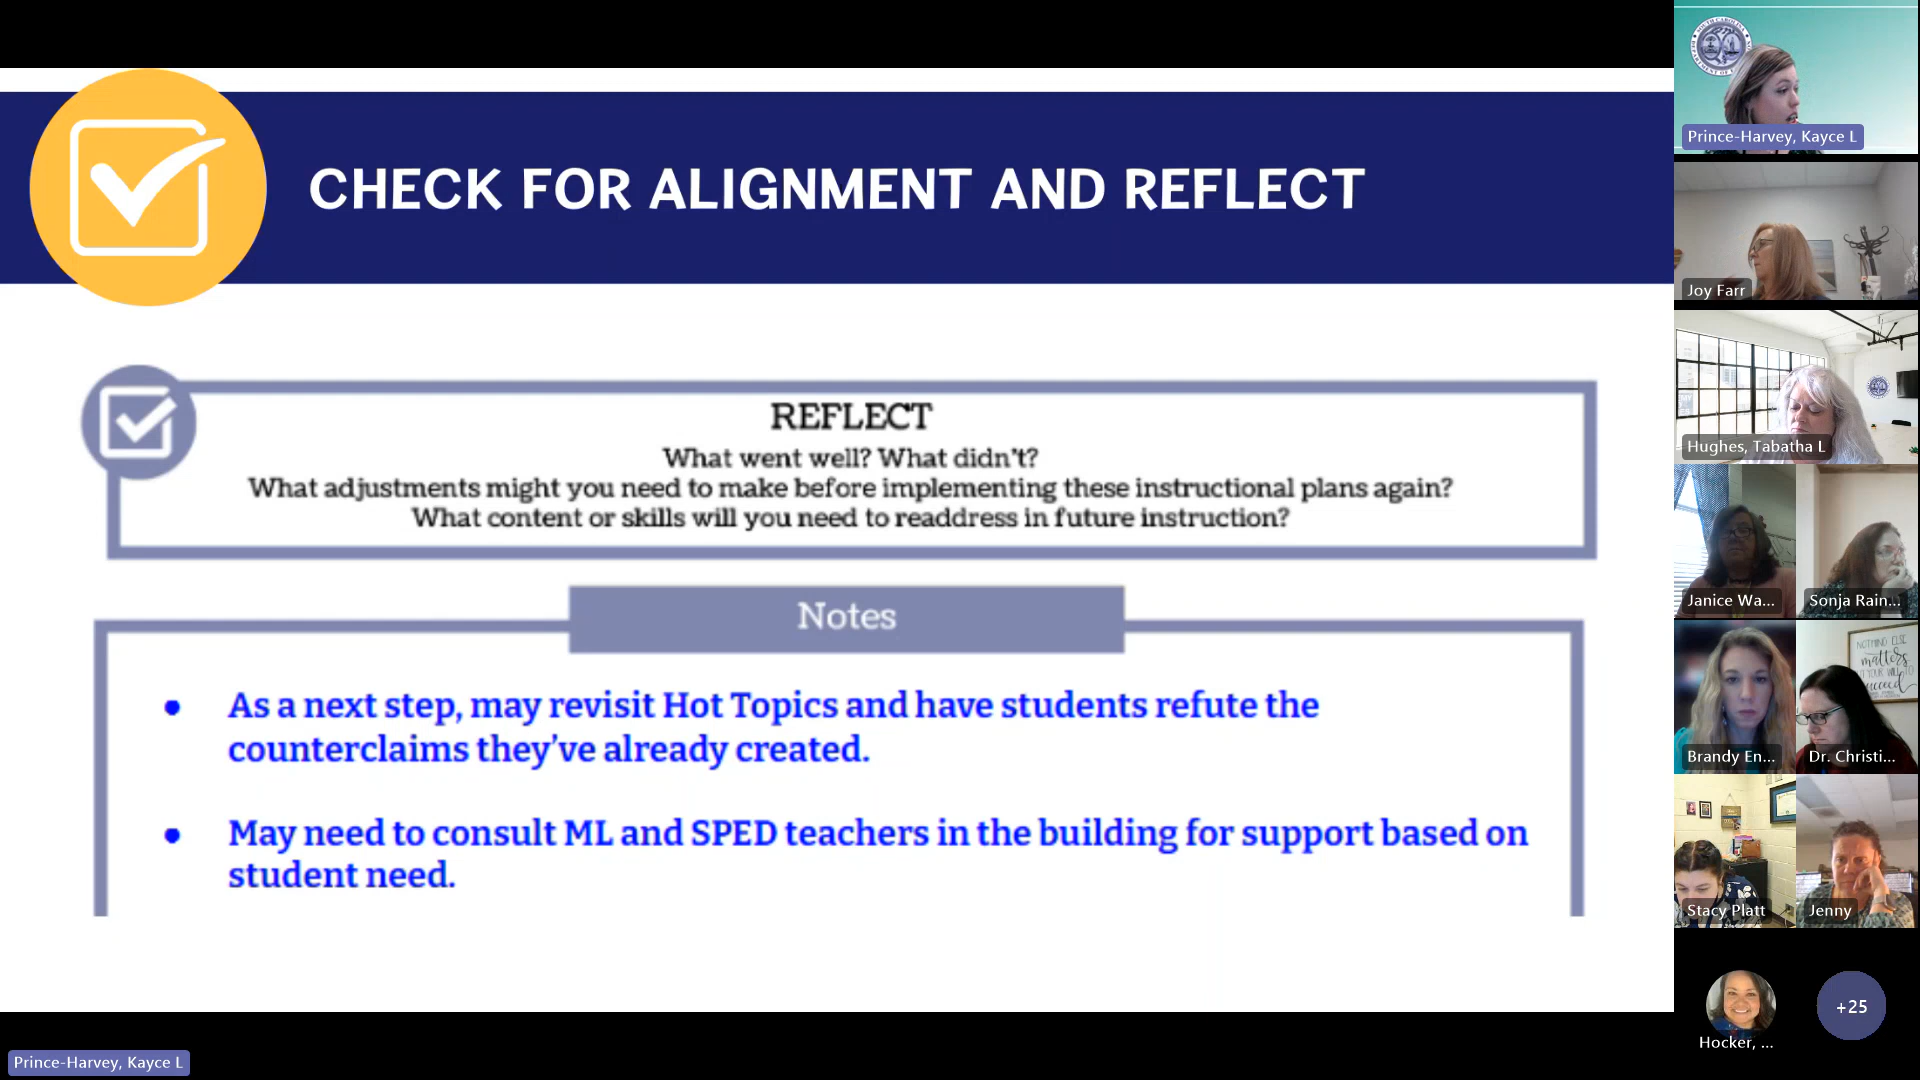 CHECK FOR ALIGNMENT AND REFLECT
REFLECT
What went well? What didn't?
What adjustments might you need to make before implementing these instructional plans again?
What content or skills will you need to readdress in future instruction?
Notes
• As a next step, may revisit Hot Topics and have students refute the
counterclaims they've already created.
• May need to consult ML and SPED teachers in the building for support based on
student need.
Prince-Harvey, Kayce L
Prince-Harvey, Kayce L
Joy Farr
Hughes, Tabatha L
Janice Wa...
Sonja Rain...
NOTHING ELSE
matters
succeed
Brandy En...
Dr. Christi...
Stacy Platt
Jenny
Hocker, ...
+25